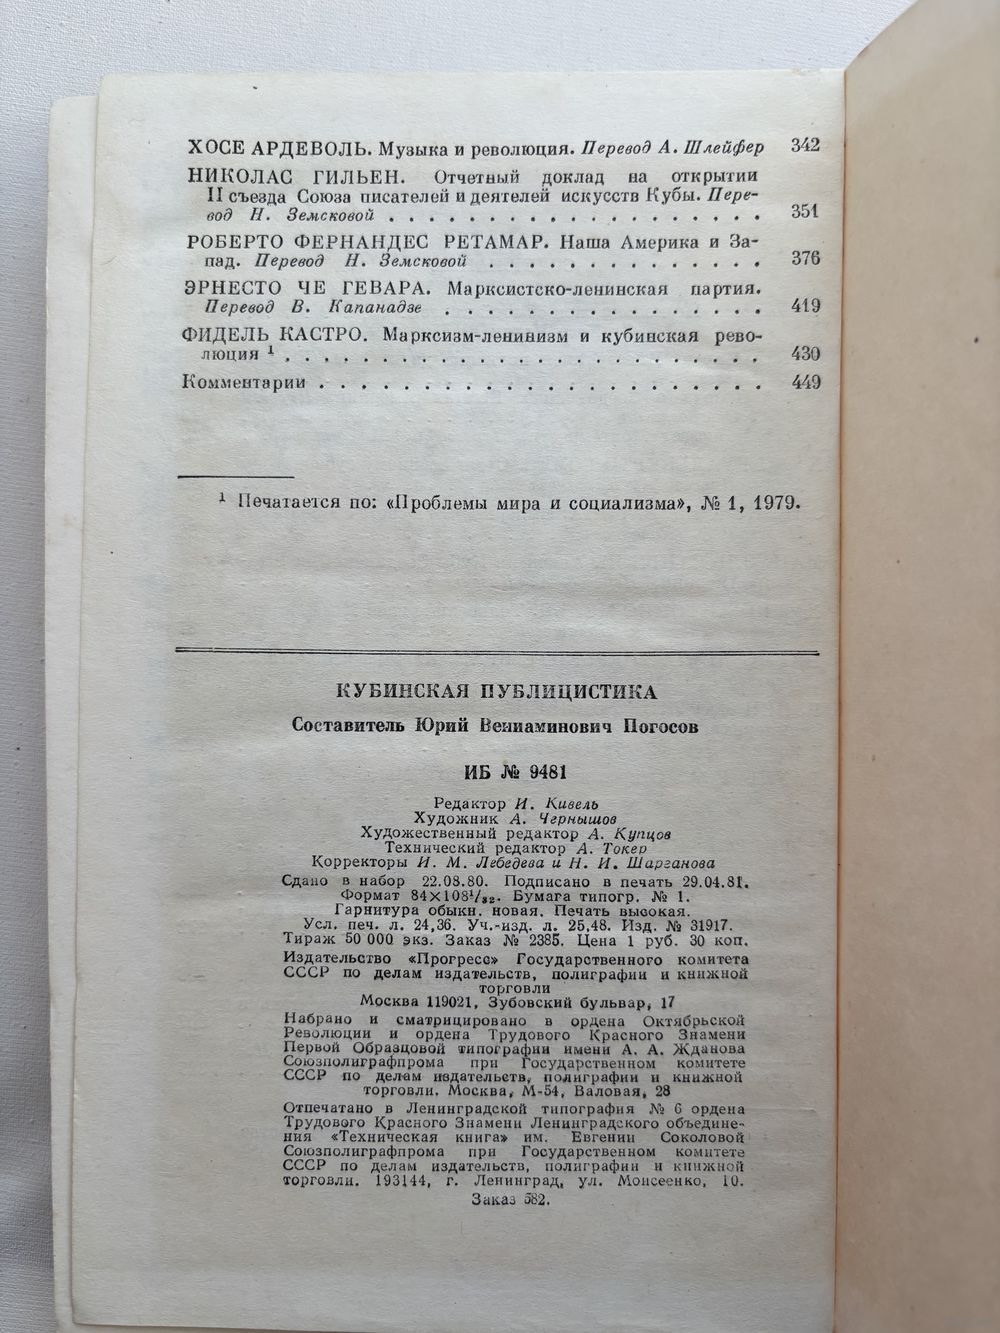 ХОСЕ АРДЕВОЛЬ. Музыка и революция. Перевод А. Шлейфер 342
НИКОЛАС ГИЛЬЕН. Отчетный доклад на открытии
II съезда Союза писателей и деятелей искусств Кубы. Пере-
вод Н. Земсковой . . . . . . . . . . . . . . . . . . 351
РОБЕРТО ФЕРНАНДЕС РЕТАМАР. Наша Америка и За-
пад. Перевод Н. Земсковой . . . . . . . . . . . . . . 376
ЭРНЕСТО ЧЕ ГЕВАРА. Марксистско-ленинская партия.
Перевод В. Капанадзе . . . . . . . . . . . . . . . . 419
ФИДЕЛЬ КАСТРО. Марксизм-ленинизм и кубинская рево-
люция ¹ . . . . . . . . . . . . . . . . . . . . . . . 430
Комментарии . . . . . . . . . . . . . . . . . . . . . 449
¹ Печатается по: «Проблемы мира и социализма», № 1, 1979.
КУБИНСКАЯ ПУБЛИЦИСТИКА
Составитель Юрий Вениаминович Погосов
ИБ № 9481
Редактор И. Кивель
Художник А. Чернышов
Художественный редактор А. Купцов
Технический редактор А. Токер
Корректоры И. М. Лебедева и Н. И. Шарганова
Сдано в набор 22.08.80. Подписано в печать 29.04.81.
Формат 84×108¹/₃₂. Бумага типогр. № 1.
Гарнитура обыкн. новая. Печать высокая.
Усл. печ. л. 24,36. Уч.-изд. л. 25,48. Изд. № 31917.
Тираж 50 000 экз. Заказ № 2385. Цена 1 руб. 30 коп.
Издательство «Прогресс» Государственного комитета
СССР по делам издательств, полиграфии и книжной
торговли
Москва 119021, Зубовский бульвар, 17
Набрано и сматрицировано в ордена Октябрьской
Революции и ордена Трудового Красного Знамени
Первой Образцовой типографии имени А. А. Жданова
Союзполиграфпрома при Государственном комитете
СССР по делам издательств, полиграфии и книжной
торговли. Москва, М-54, Валовая, 28
Отпечатано в Ленинградской типографии № 6 ордена
Трудового Красного Знамени Ленинградского объедине-
ния «Техническая книга» им. Евгении Соколовой
Союзполиграфпрома при Государственном комитете
СССР по делам издательств, полиграфии и книжной
торговли. 193144, г. Ленинград, ул. Моисеенко, 10.
Заказ 582.